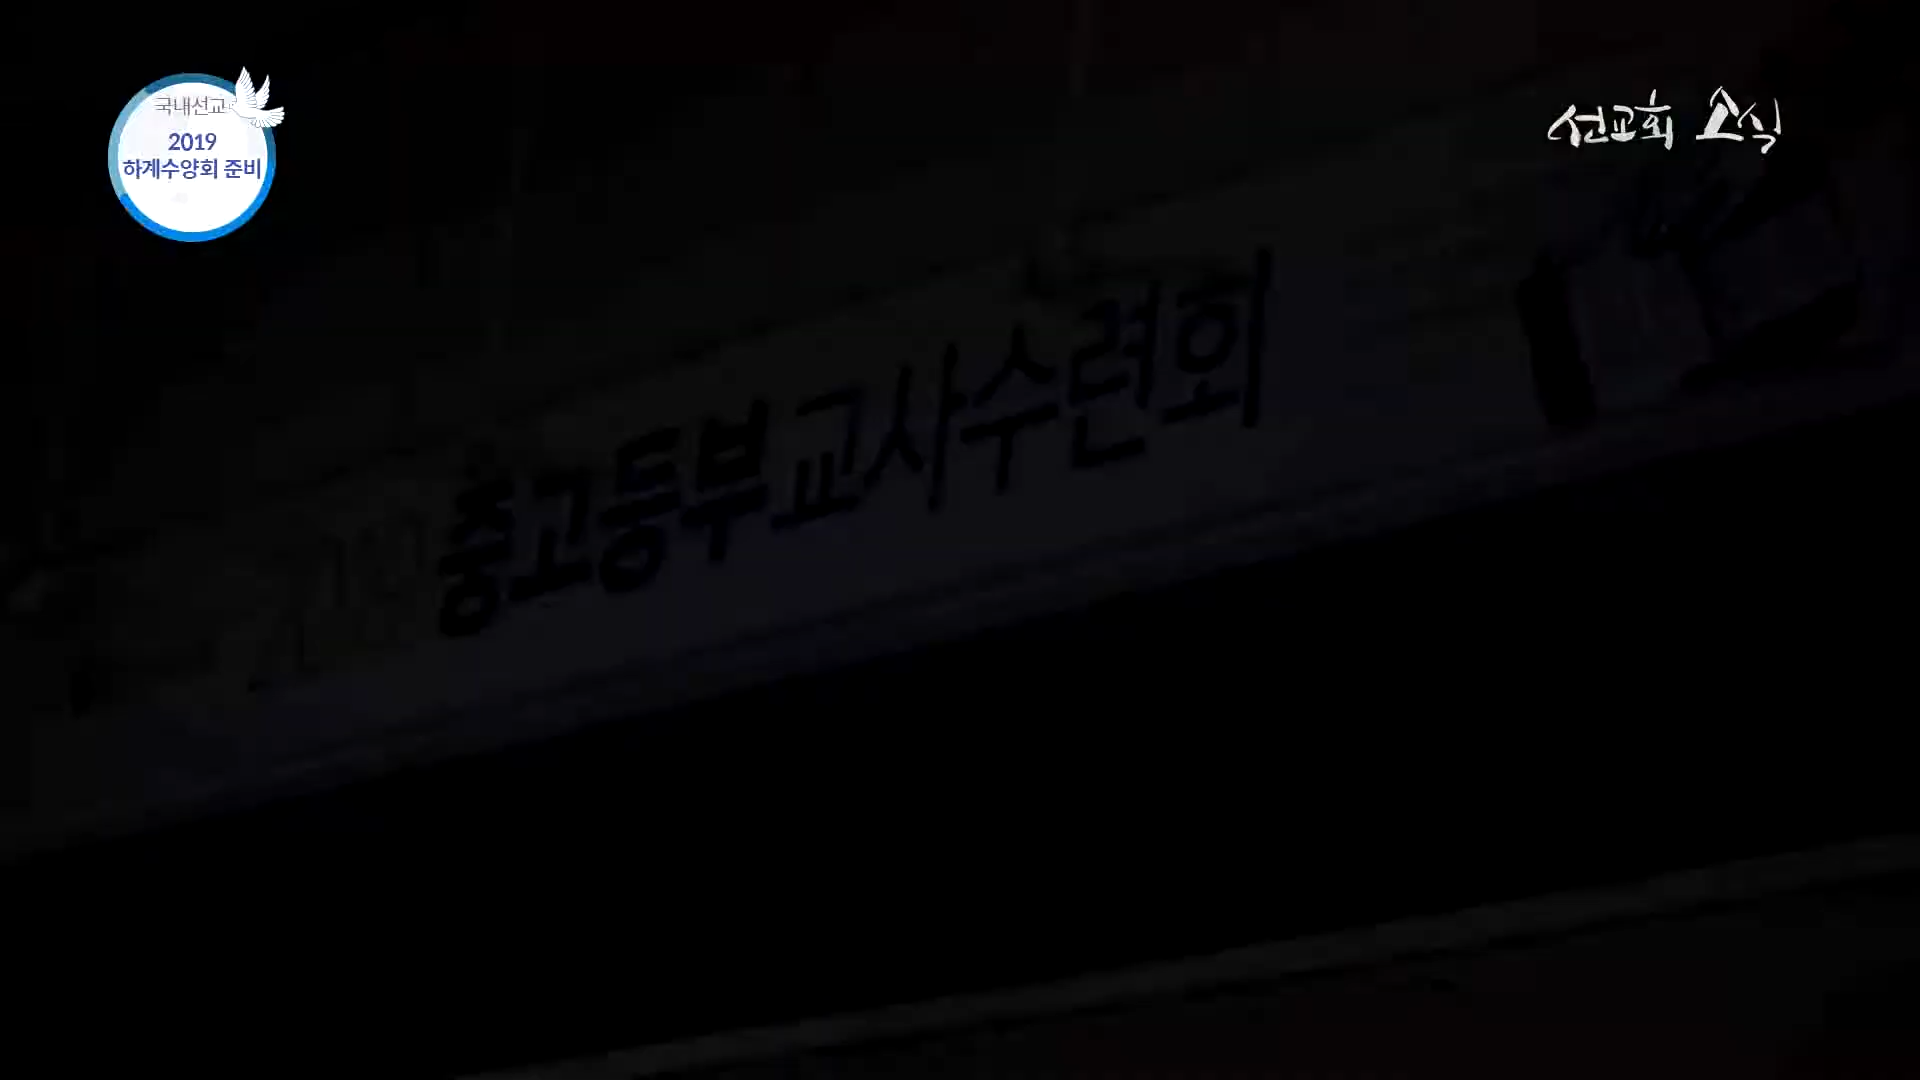 국내선교
2019
하계수양회 준비
선교회 소식
중고등부교사수련회